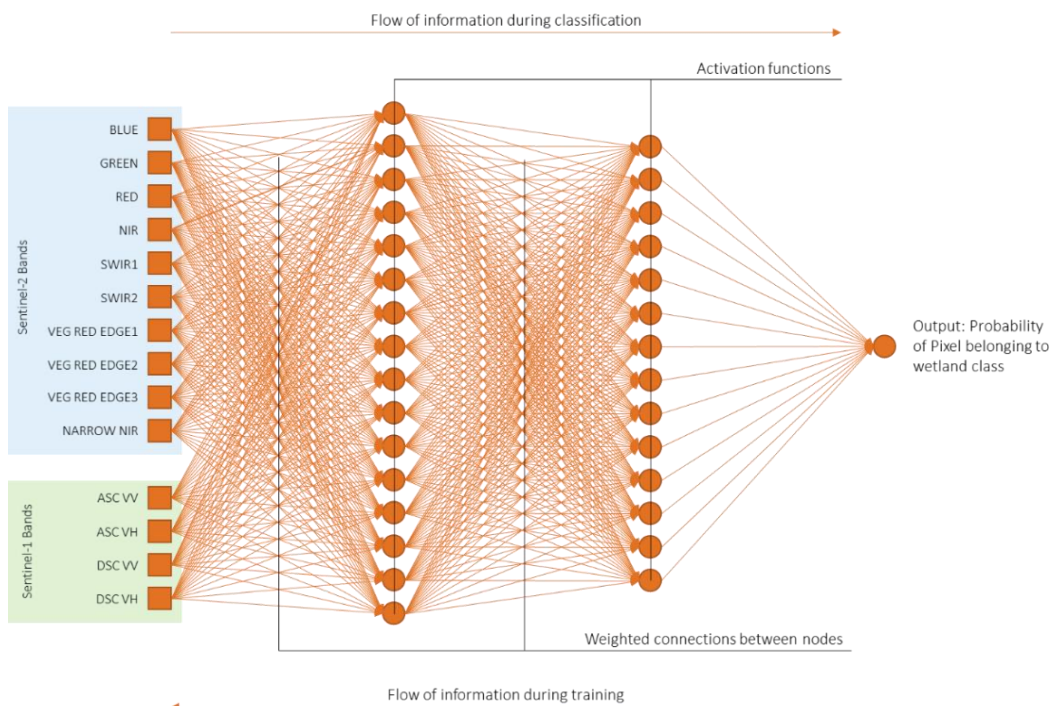 Flow of information during classification
Activation functions
Sentinel-2 Bands
BLUE
GREEN
RED
NIR
SWIR1
SWIR2
VEG RED EDGE1
VEG RED EDGE2
VEG RED EDGE3
NARROW NIR
Output: Probability
of Pixel belonging to
wetland class
Sentinel-1 Bands
ASC VV
ASC VH
DSC VV
DSC VH
Weighted connections between nodes
Flow of information during training